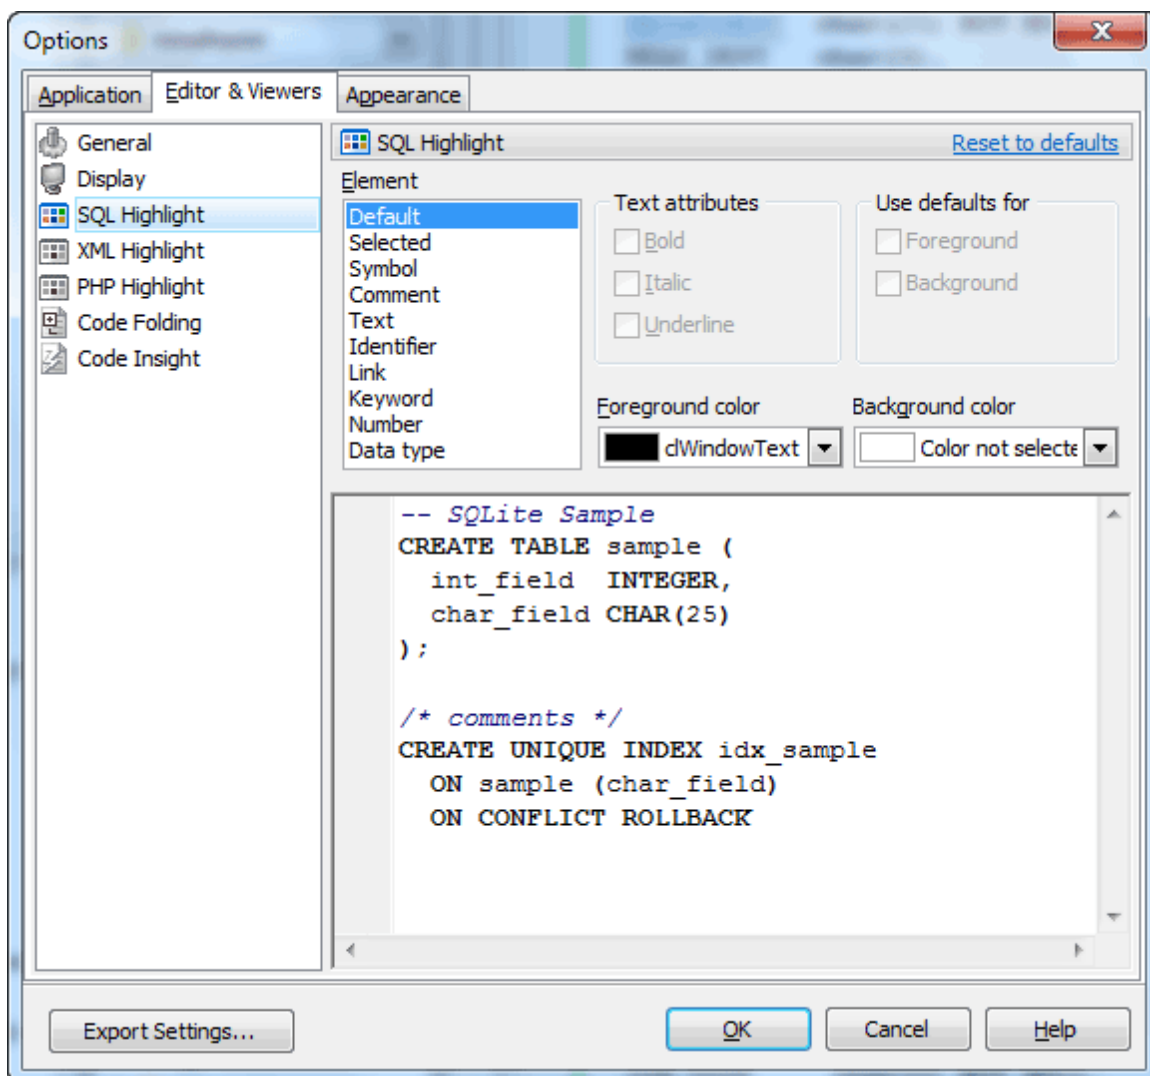 Options
Application
Editor & Viewers
Appearance
General
Display
SQL Highlight
XML Highlight
PHP Highlight
Code Folding
Code Insight
SQL Highlight
Reset to defaults
Element
Default
Selected
Symbol
Comment
Text
Identifier
Link
Keyword
Number
Data type
Text attributes
Bold
Italic
Underline
Use defaults for
Foreground
Background
Foreground color
clWindowText
Background color
Color not selecte
-- SQLite Sample
CREATE TABLE sample (
  int_field  INTEGER,
  char_field CHAR(25)
);
/* comments */
CREATE UNIQUE INDEX idx_sample
  ON sample (char_field)
  ON CONFLICT ROLLBACK
Export Settings...
OK
Cancel
Help